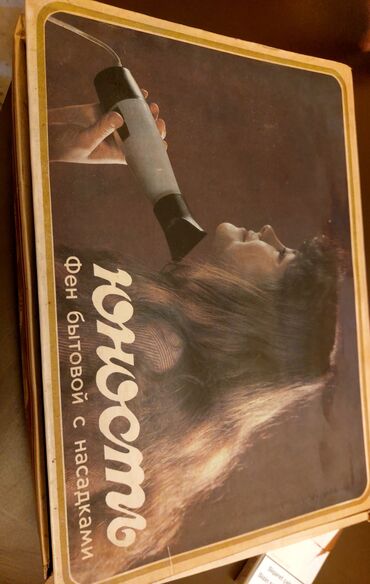 юность
фен бытовой с насадками